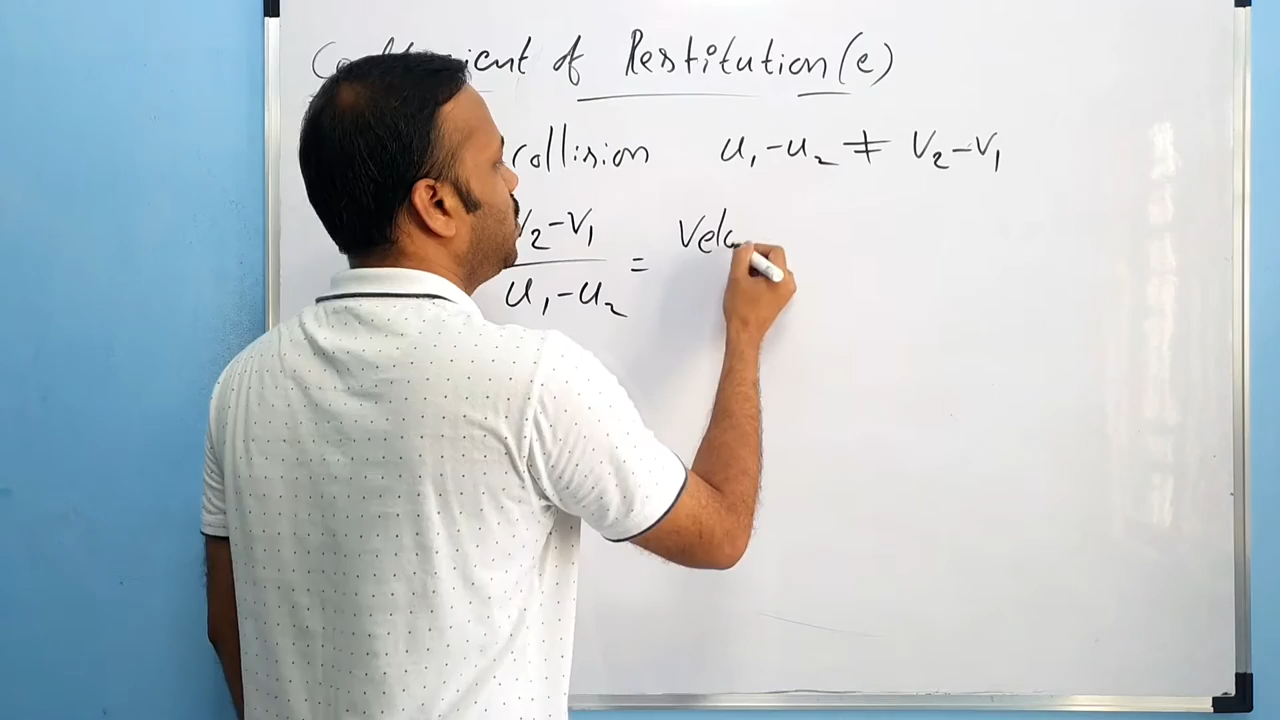 Coefficient of Restitution (e)
collision u₁-u₂ ≠ v₂-v₁
v₂-v₁ / u₁-u₂ = Velo